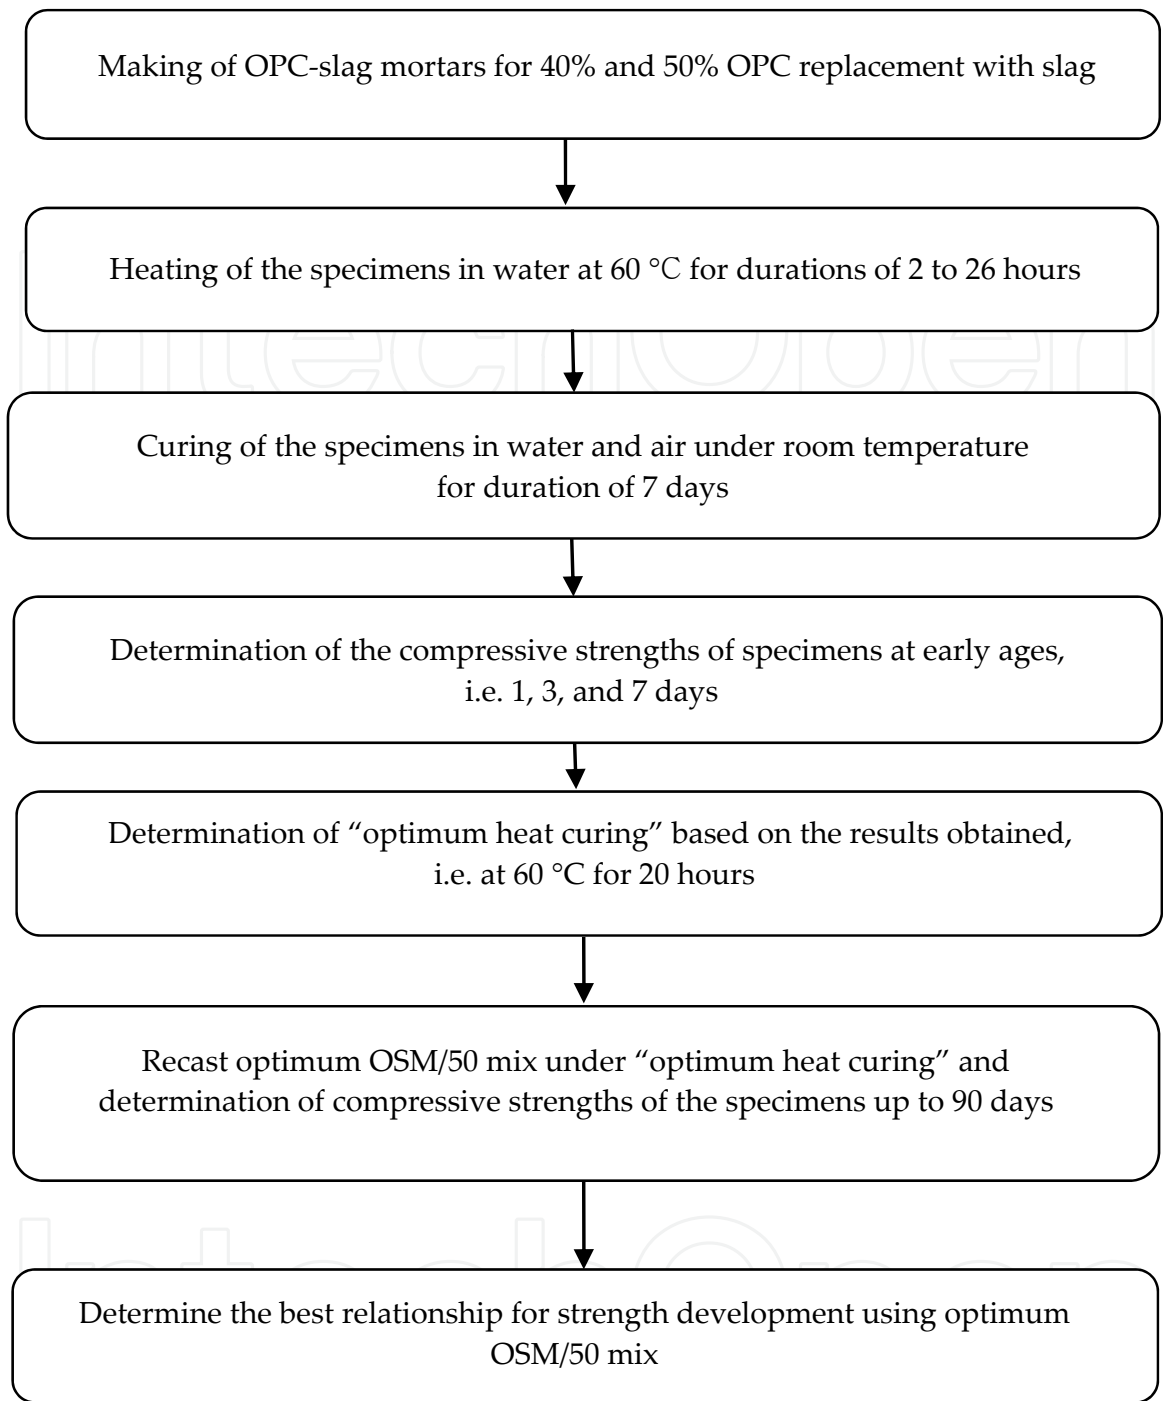 Making of OPC-slag mortars for 40% and 50% OPC replacement with slag
Heating of the specimens in water at 60 °C for durations of 2 to 26 hours
IntechOpen
Curing of the specimens in water and air under room temperature
for duration of 7 days
Determination of the compressive strengths of specimens at early ages,
i.e. 1, 3, and 7 days
Determination of “optimum heat curing” based on the results obtained,
i.e. at 60 °C for 20 hours
Recast optimum OSM/50 mix under “optimum heat curing” and
determination of compressive strengths of the specimens up to 90 days
IntechOpen
Determine the best relationship for strength development using optimum
OSM/50 mix